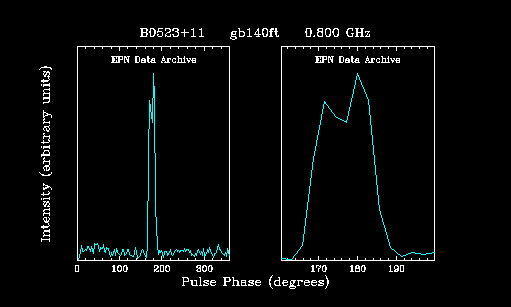 B0523+11 gb140ft 0.800 GHz
EPN Data Archive EPN Data Archive
Intensity (arbitrary units)
0 100 200 300 170 180 190
Pulse Phase (degrees)